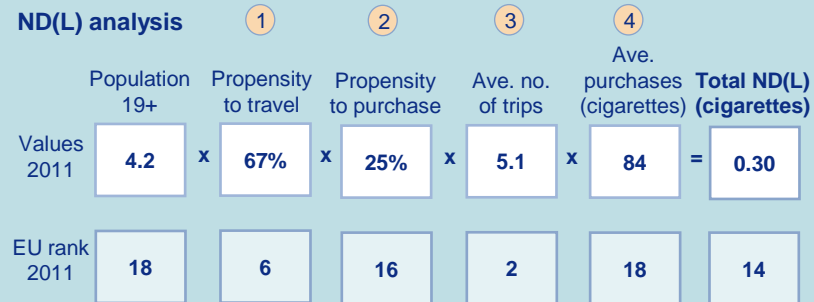 ND(L) analysis 1 2 3 4
Population 19+
Propensity to travel
Propensity to purchase
Ave. no. of trips
Ave. purchases (cigarettes)
Total ND(L) (cigarettes)
Values 2011 4.2 x 67% x 25% x 5.1 x 84 = 0.30
EU rank 2011 18 6 16 2 18 14